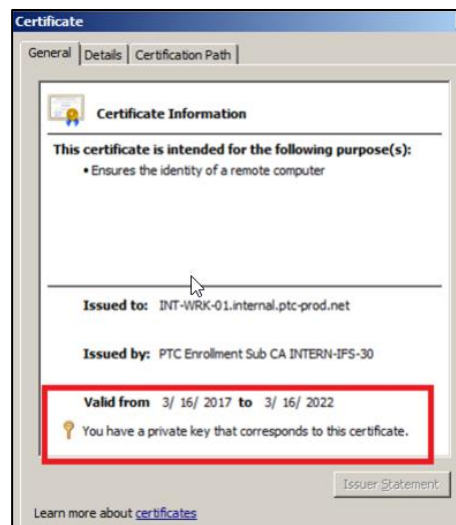 Certificate
General Details Certification Path
Certificate Information
This certificate is intended for the following purpose(s):
• Ensures the identity of a remote computer
Issued to: INT-WRK-01.internal.ptc-prod.net
Issued by: PTC Enrollment Sub CA INTERN-IFS-30
Valid from 3/ 16/ 2017 to 3/ 16/ 2022
You have a private key that corresponds to this certificate.
Issuer Statement
Learn more about certificates